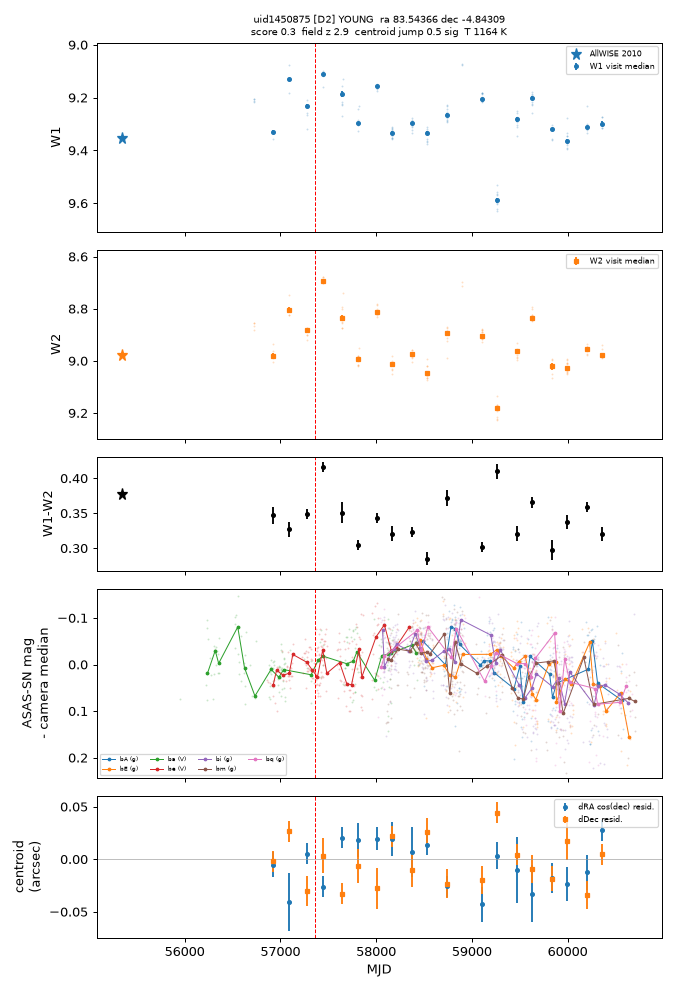 uid1450875 [D2] YOUNG ra 83.54366 dec -4.84309
score 0.3 field z 2.9 centroid jump 0.5 sig T 1164 K
9.0
9.2
9.4
9.6
W1
AllWISE 2010
W1 visit median
8.6
8.8
9.0
9.2
W2
W2 visit median
0.40
0.35
0.30
W1-W2
−0.1
0.0
0.1
0.2
ASAS-SN mag
- camera median
bA (g)
bE (g)
ba (V)
be (V)
bi (g)
bm (g)
bq (g)
0.05
0.00
−0.05
centroid
(arcsec)
dRA cos(dec) resid.
dDec resid.
56000
57000
58000
59000
60000
MJD